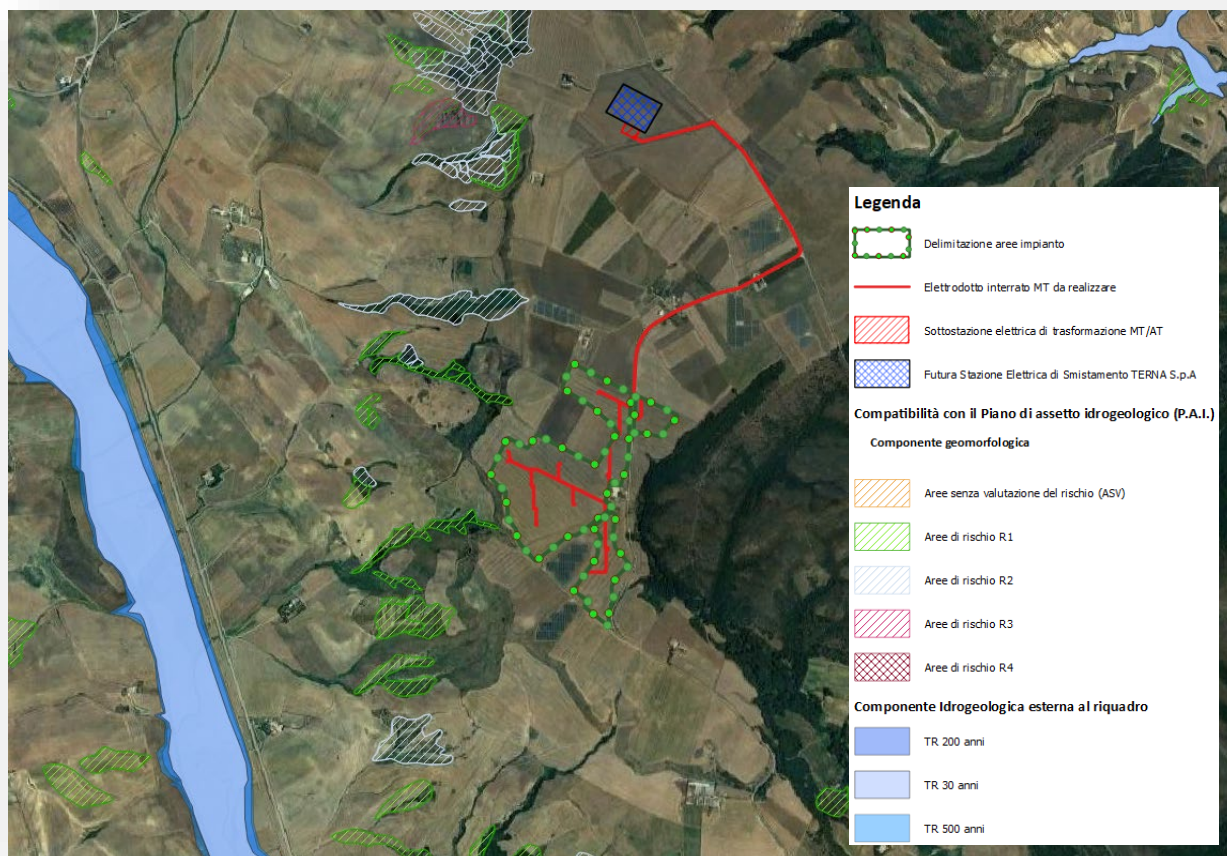 Legenda
Delimitazione aree impianto
Elettrodotto interrato MT da realizzare
Sottostazione elettrica di trasformazione MT/AT
Futura Stazione Elettrica di Smistamento TERNA S.p.A
Compatibilità con il Piano di assetto idrogeologico (P.A.I.)
Componente geomorfologica
Aree senza valutazione del rischio (ASV)
Aree di rischio R1
Aree di rischio R2
Aree di rischio R3
Aree di rischio R4
Componente Idrogeologica esterna al riquadro
TR 200 anni
TR 30 anni
TR 500 anni